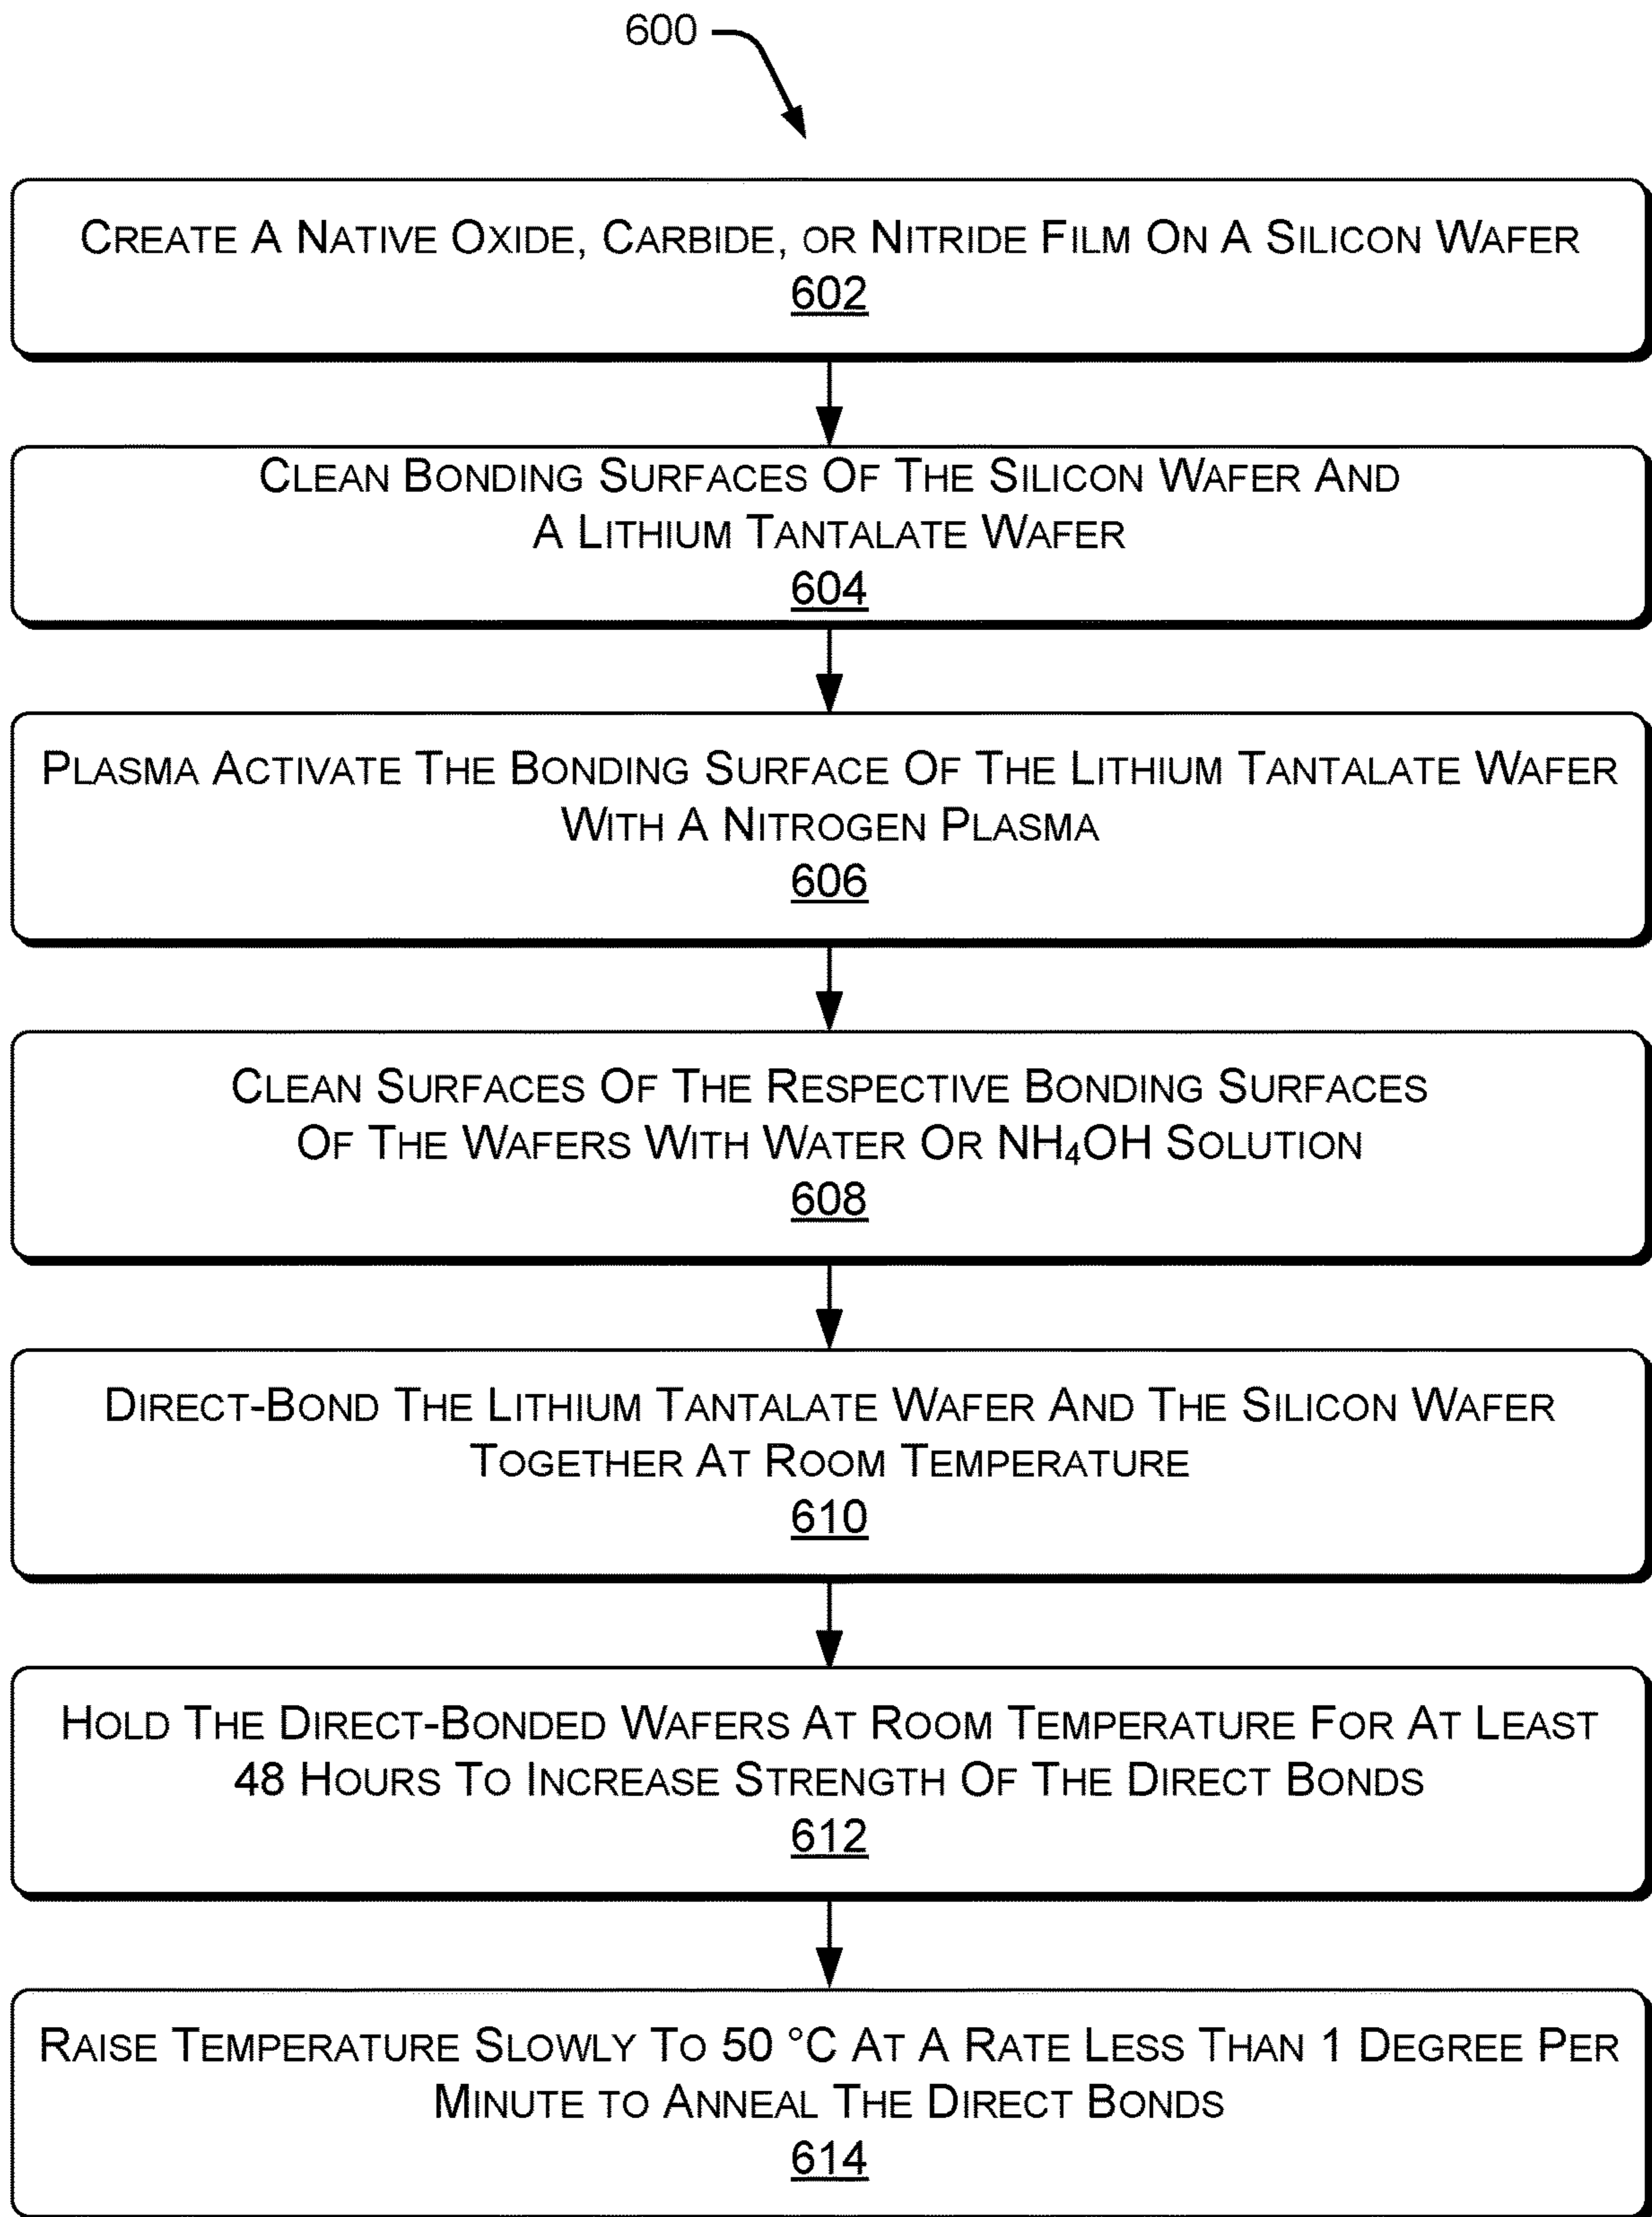 600
CREATE A NATIVE OXIDE, CARBIDE, OR NITRIDE FILM ON A SILICON WAFER
602
CLEAN BONDING SURFACES OF THE SILICON WAFER AND
A LITHIUM TANTALATE WAFER
604
PLASMA ACTIVATE THE BONDING SURFACE OF THE LITHIUM TANTALATE WAFER
WITH A NITROGEN PLASMA
606
CLEAN SURFACES OF THE RESPECTIVE BONDING SURFACES
OF THE WAFERS WITH WATER OR NH₄OH SOLUTION
608
DIRECT-BOND THE LITHIUM TANTALATE WAFER AND THE SILICON WAFER
TOGETHER AT ROOM TEMPERATURE
610
HOLD THE DIRECT-BONDED WAFERS AT ROOM TEMPERATURE FOR AT LEAST
48 HOURS TO INCREASE STRENGTH OF THE DIRECT BONDS
612
RAISE TEMPERATURE SLOWLY TO 50 °C AT A RATE LESS THAN 1 DEGREE PER
MINUTE TO ANNEAL THE DIRECT BONDS
614